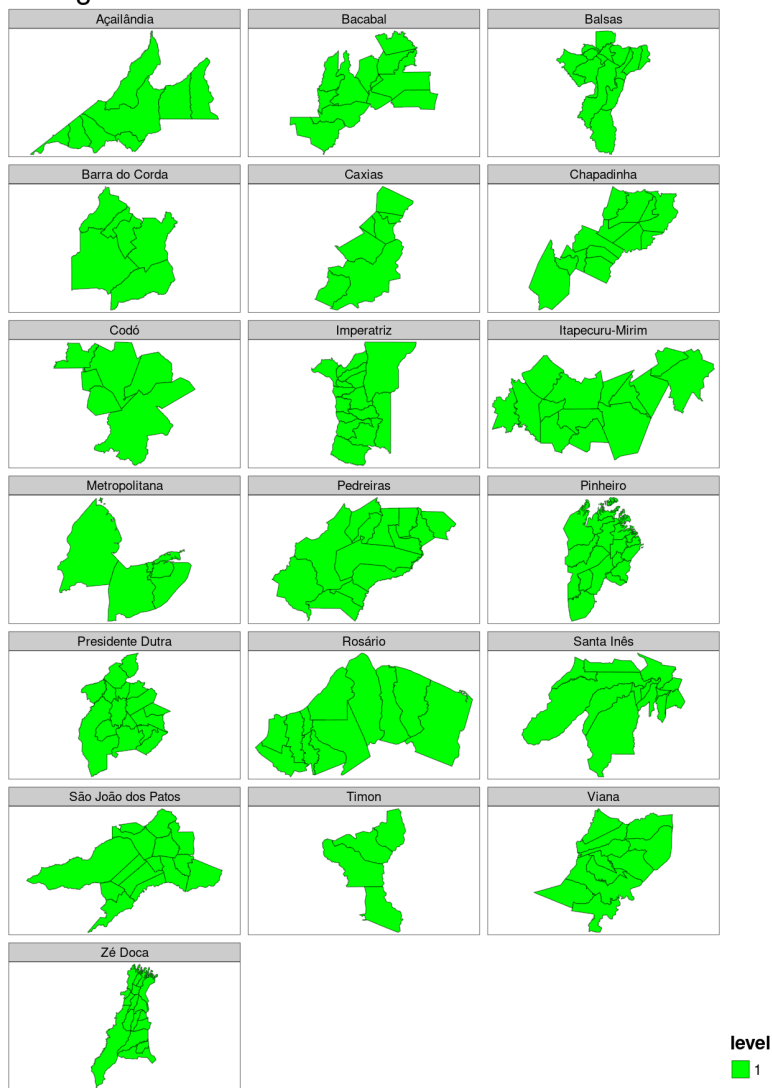 Açailândia
Bacabal
Balsas
Barra do Corda
Caxias
Chapadinha
Codó
Imperatriz
Itapecuru-Mirim
Metropolitana
Pedreiras
Pinheiro
Presidente Dutra
Rosário
Santa Inês
São João dos Patos
Timon
Viana
Zé Doca
level
1